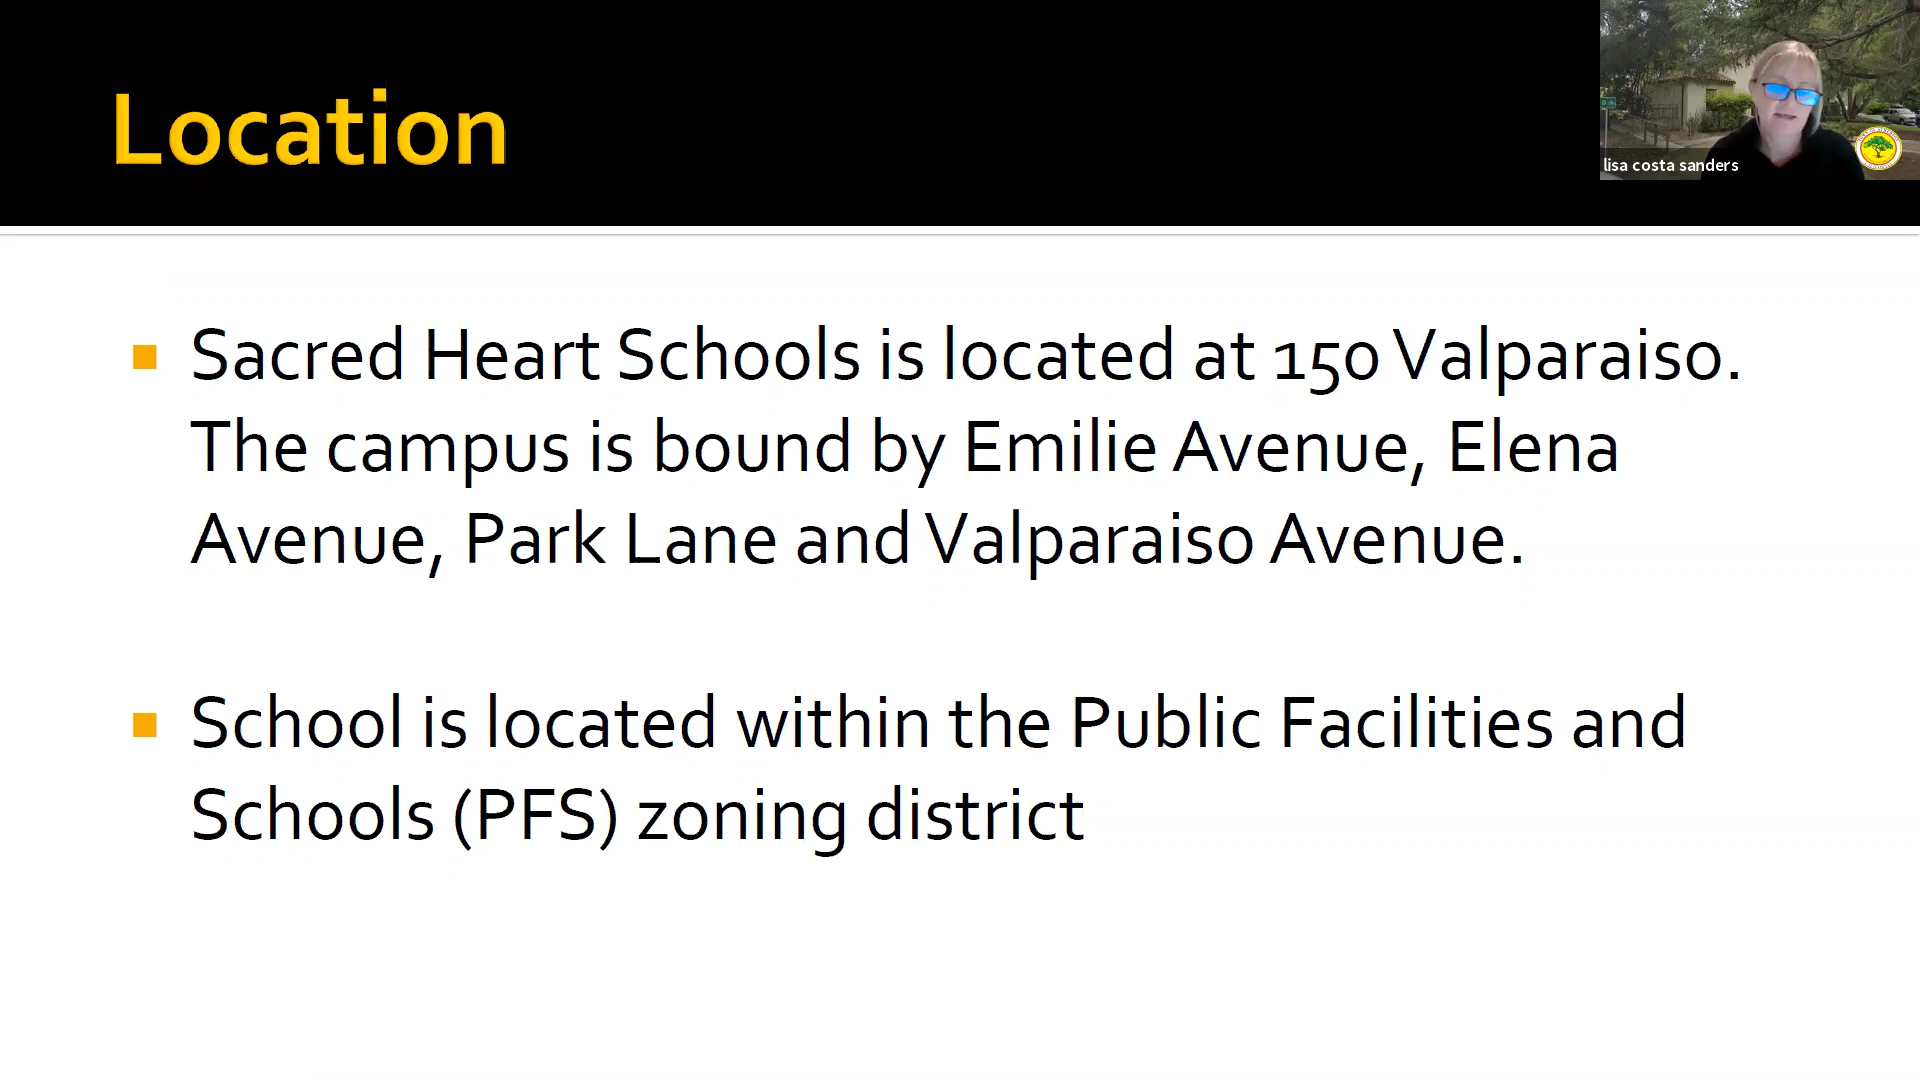 Location
lisa costa sanders
Sacred Heart Schools is located at 150 Valparaiso.
The campus is bound by Emilie Avenue, Elena
Avenue, Park Lane and Valparaiso Avenue.
School is located within the Public Facilities and
Schools (PFS) zoning district